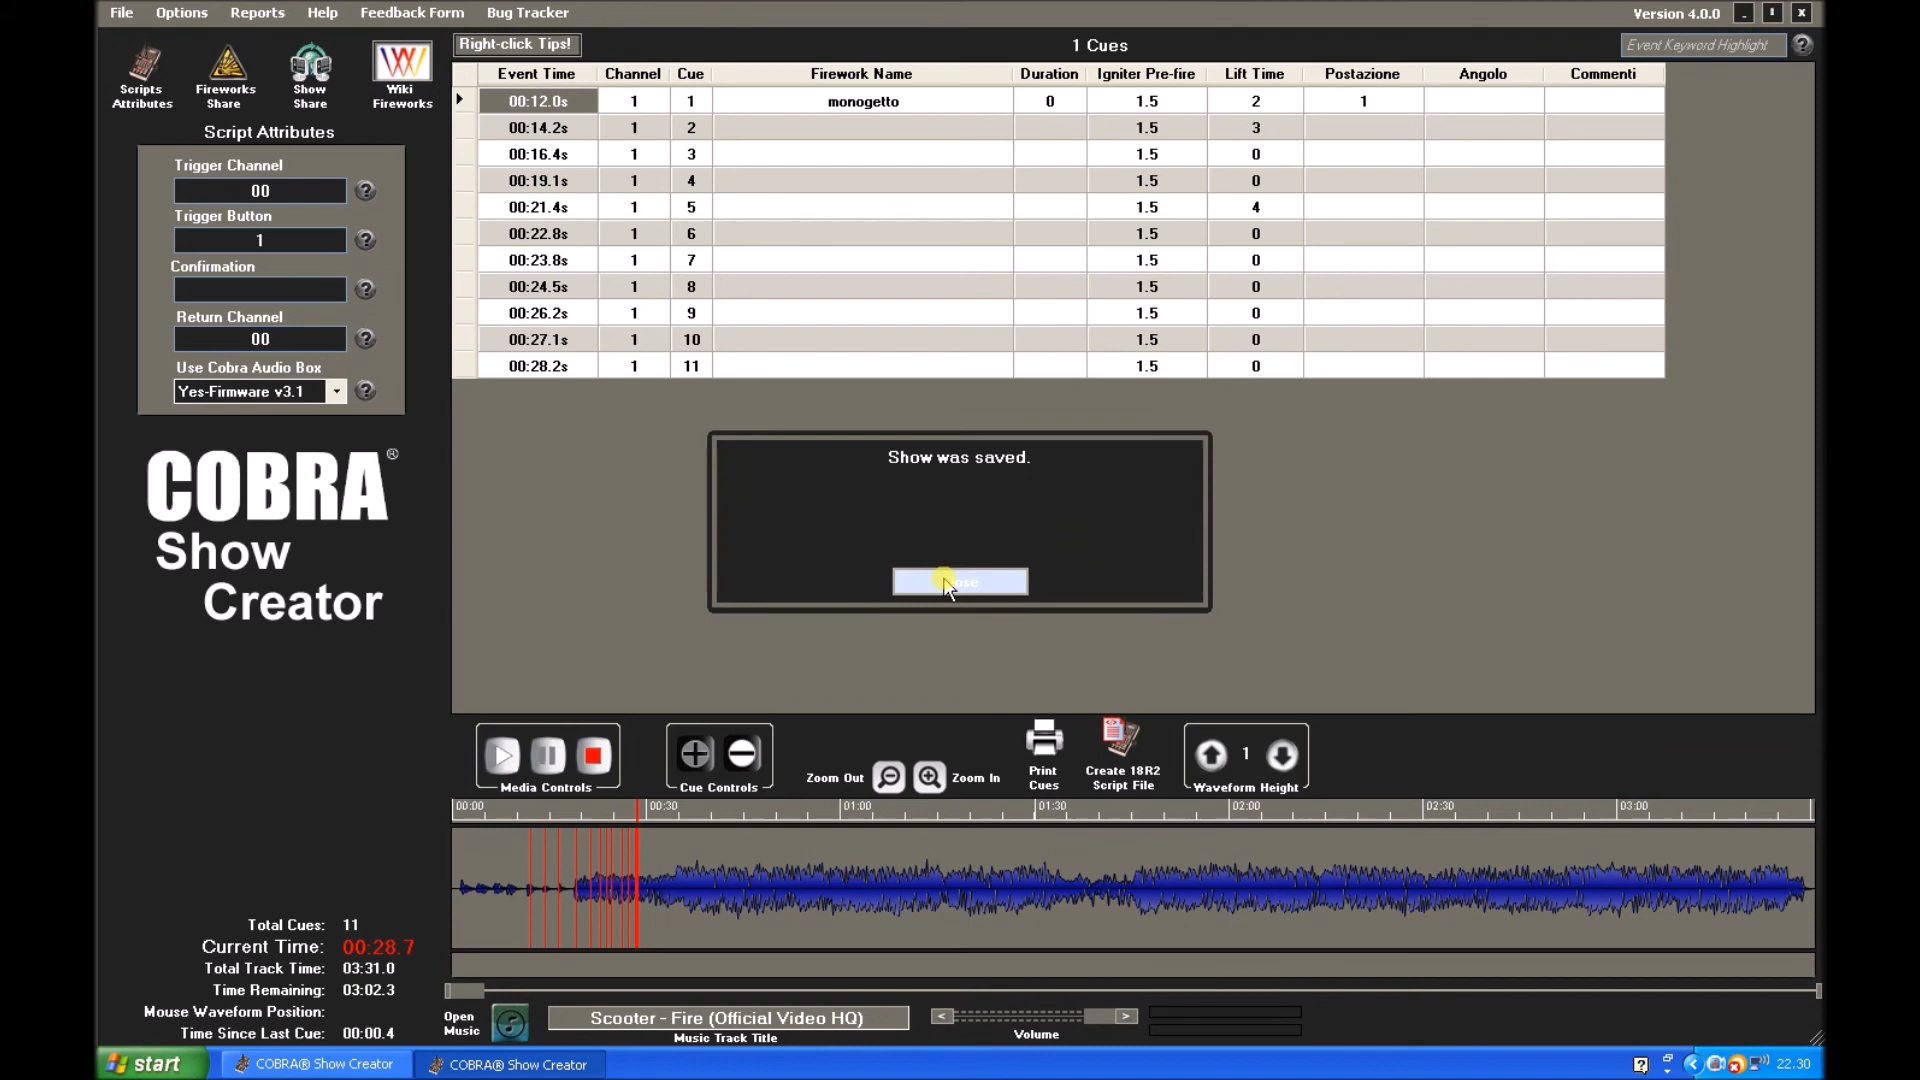 File Options Reports Help Feedback Form Bug Tracker Version 4.0.0
Scripts Attributes
Fireworks Share
Show Share
Wiki Fireworks
Right-click Tips!
1 Cues
Event Keyword Highlight
Script Attributes
Trigger Channel
00
Trigger Button
1
Confirmation
Return Channel
00
Use Cobra Audio Box
Yes-Firmware v3.1
COBRA®
Show
Creator
Event Time Channel Cue Firework Name Duration Igniter Pre-fire Lift Time Postazione Angolo Commenti
00:12.0s 1 1 monogetto 0 1.5 2 1
00:14.2s 1 2 1.5 3
00:16.4s 1 3 1.5 0
00:19.1s 1 4 1.5 0
00:21.4s 1 5 1.5 4
00:22.8s 1 6 1.5 0
00:23.8s 1 7 1.5 0
00:24.5s 1 8 1.5 0
00:26.2s 1 9 1.5 0
00:27.1s 1 10 1.5 0
00:28.2s 1 11 1.5 0
Show was saved.
Media Controls
Cue Controls
Zoom Out
Zoom In
Print Cues
Create 18R2 Script File
1
Waveform Height
00:00 00:30 01:00 01:30 02:00 02:30 03:00
Total Cues: 11
Current Time: 00:28.7
Total Track Time: 03:31.0
Time Remaining: 03:02.3
Mouse Waveform Position:
Time Since Last Cue: 00:00.4
Open Music
Scooter - Fire (Official Video HQ)
Music Track Title
< >
Volume
start COBRA® Show Creator COBRA® Show Creator 22.30